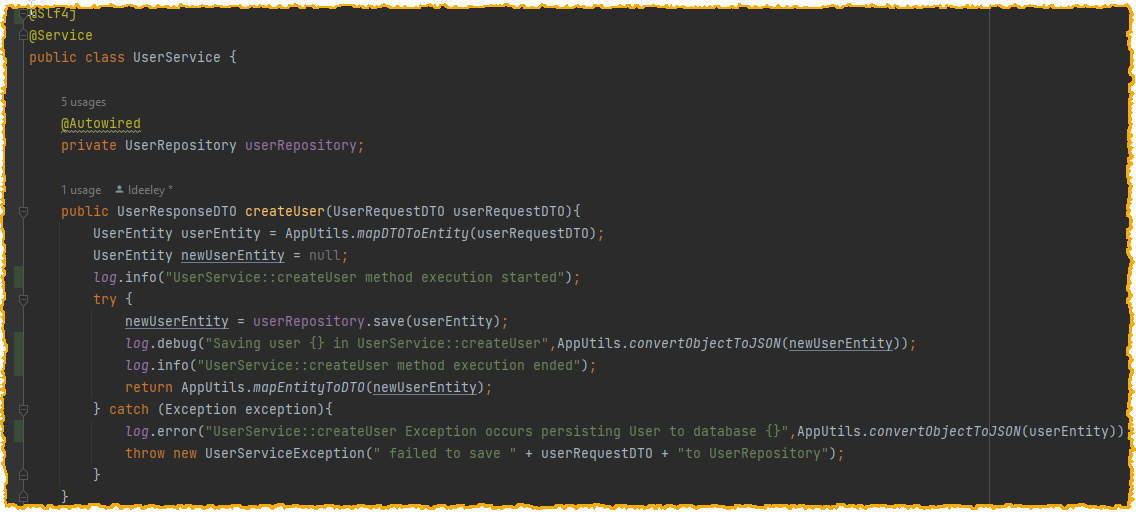 @Slf4j
@Service
public class UserService {
5 usages
@Autowired
private UserRepository userRepository;
1 usage Ideeley *
public UserResponseDTO createUser(UserRequestDTO userRequestDTO){
UserEntity userEntity = AppUtils.mapDTOToEntity(userRequestDTO);
UserEntity newUserEntity = null;
log.info("UserService::createUser method execution started");
try {
newUserEntity = userRepository.save(userEntity);
log.debug("Saving user {} in UserService::createUser",AppUtils.convertObjectToJSON(newUserEntity));
log.info("UserService::createUser method execution ended");
return AppUtils.mapEntityToDTO(newUserEntity);
} catch (Exception exception){
log.error("UserService::createUser Exception occurs persisting User to database {}",AppUtils.convertObjectToJSON(userEntity))
throw new UserServiceException(" failed to save " + userRequestDTO + "to UserRepository");
}
}